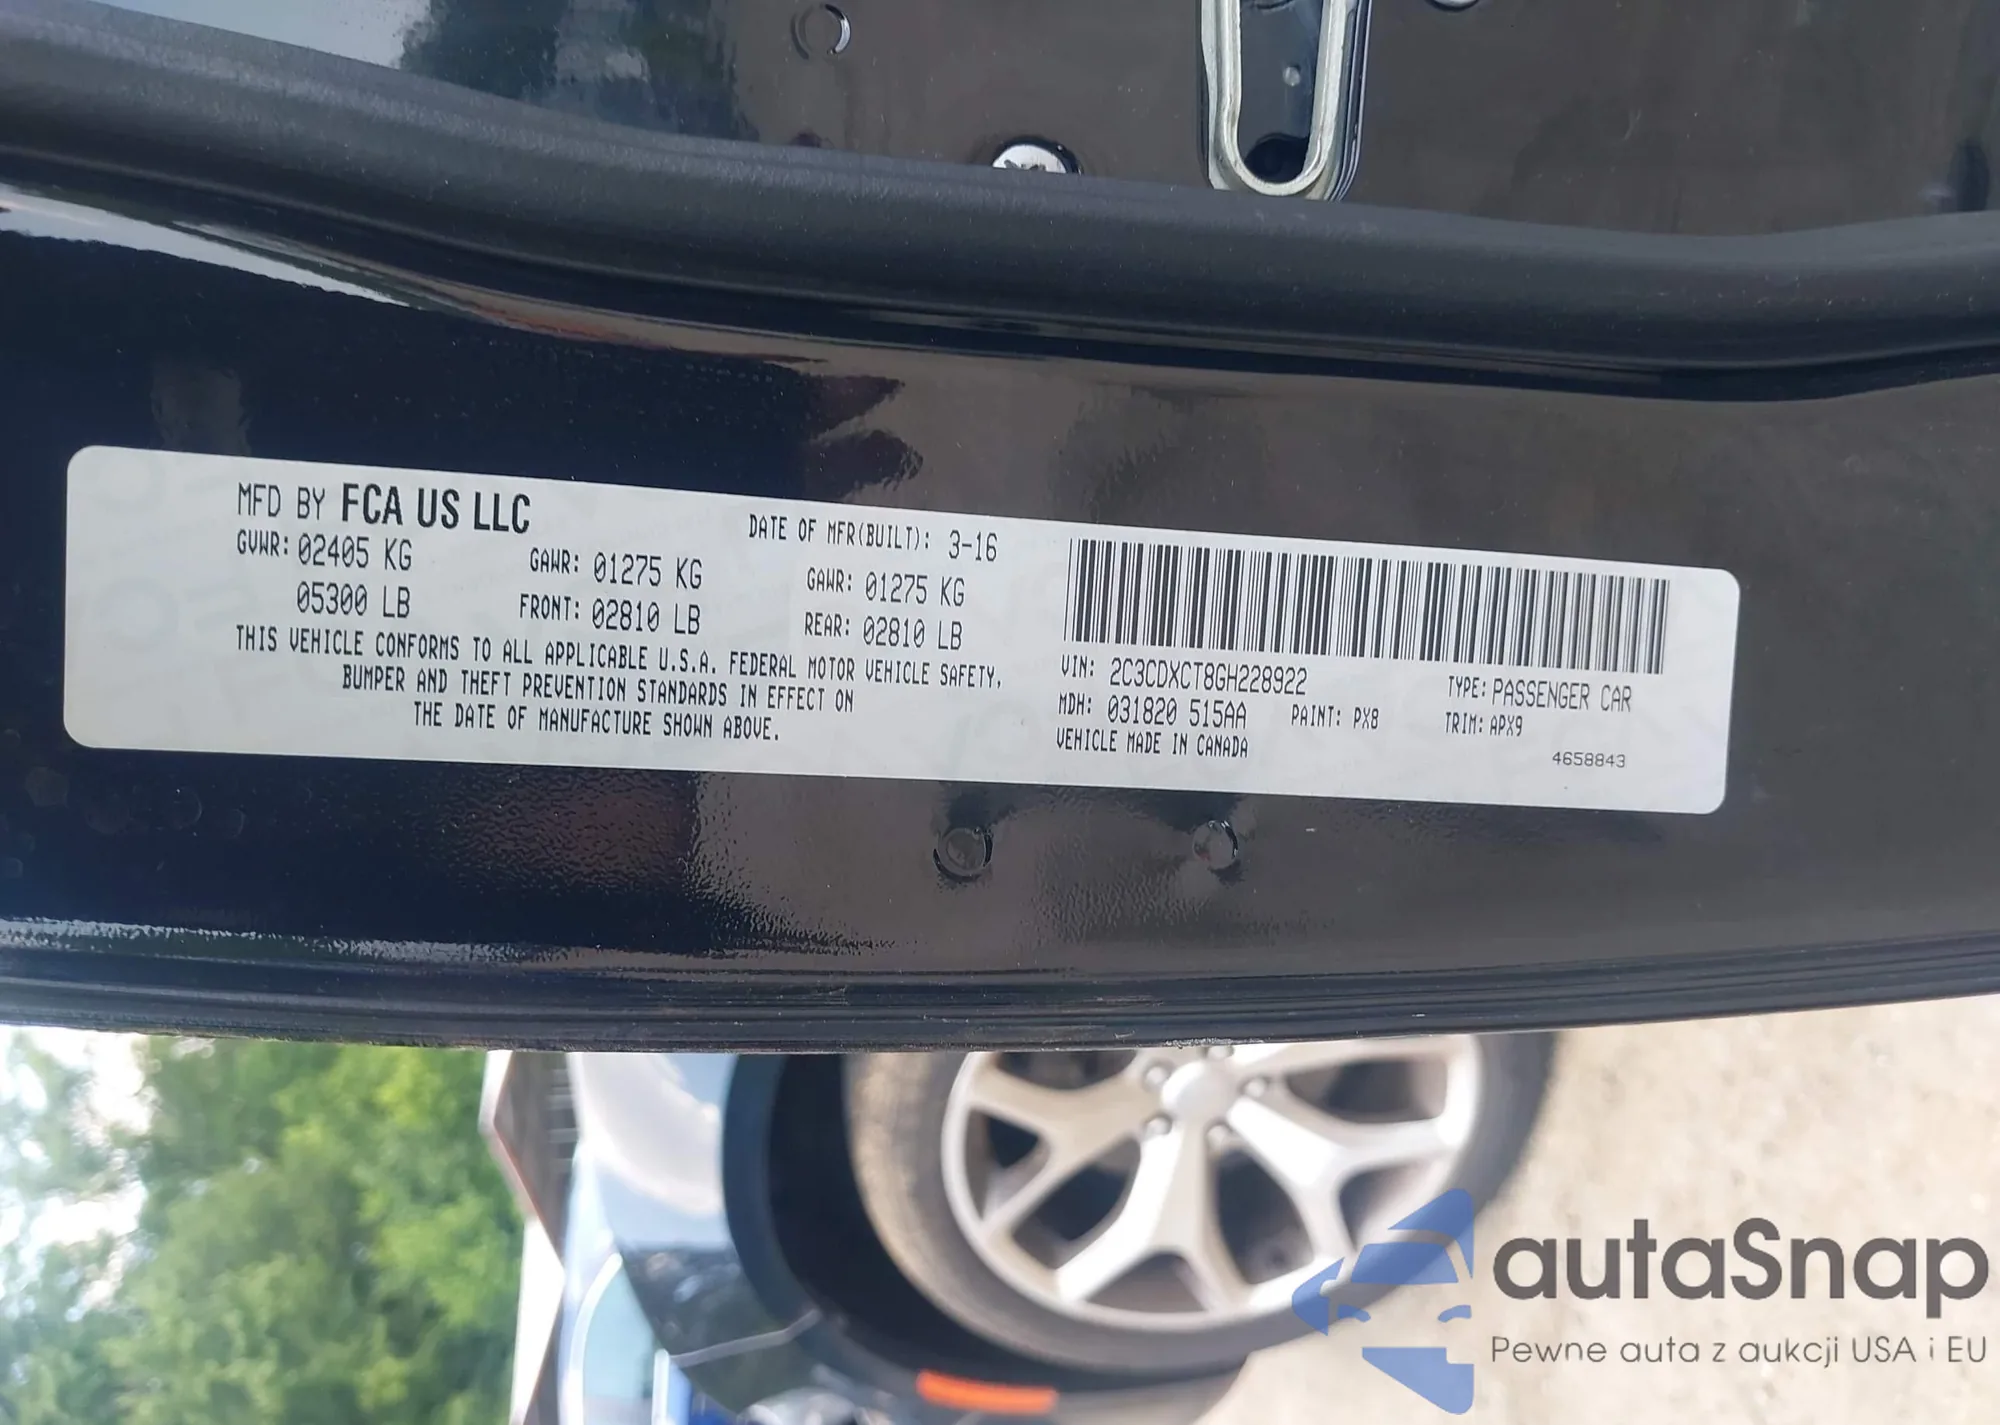 MFD BY FCA US LLC
DATE OF MFR(BUILT): 3-16
GVWR: 02405 KG GAWR: 01275 KG GAWR: 01275 KG
05300 LB FRONT: 02810 LB REAR: 02810 LB
THIS VEHICLE CONFORMS TO ALL APPLICABLE U.S.A. FEDERAL MOTOR VEHICLE SAFETY,
BUMPER AND THEFT PREVENTION STANDARDS IN EFFECT ON
THE DATE OF MANUFACTURE SHOWN ABOVE.
VIN: 2C3CDXCT8GH228922 TYPE: PASSENGER CAR
MDH: 031820 515AA PAINT: PX8 TRIM: APX9
VEHICLE MADE IN CANADA
4658843
autaSnap
Pewne auta z aukcji USA i EU